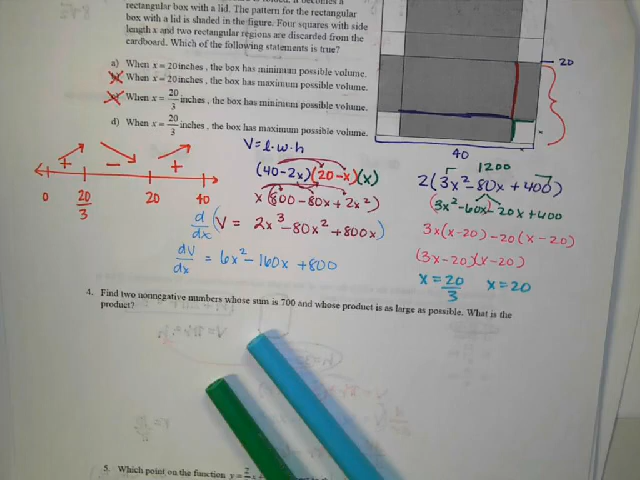 rectangular box with a lid. The pattern for the rectangular
box with a lid is shaded in the figure. Four squares with side
length x and two rectangular regions are discarded from the
cardboard. Which of the following statements is true?
a) When x = 20 inches, the box has minimum possible volume.
When x = 20 inches, the box has maximum possible volume.
When x = 20/3 inches, the box has minimum possible volume.
d) When x = 20/3 inches, the box has maximum possible volume.
20
40
+ − +
0 20/3 20 40
V = l·w·h
(40-2x)(20-x)(x)
x(800-80x+2x²)
d/dx (V = 2x³-80x²+800x)
dV/dx = 6x²-160x+800
1200
2(3x²-80x+400)
(3x²-60x)-20x+400
3x(x-20)-20(x-20)
(3x-20)(x-20)
x=20/3 x=20
4. Find two nonnegative numbers whose sum is 700 and whose product is as large as possible. What is the
product?
5. Which point on the function y =